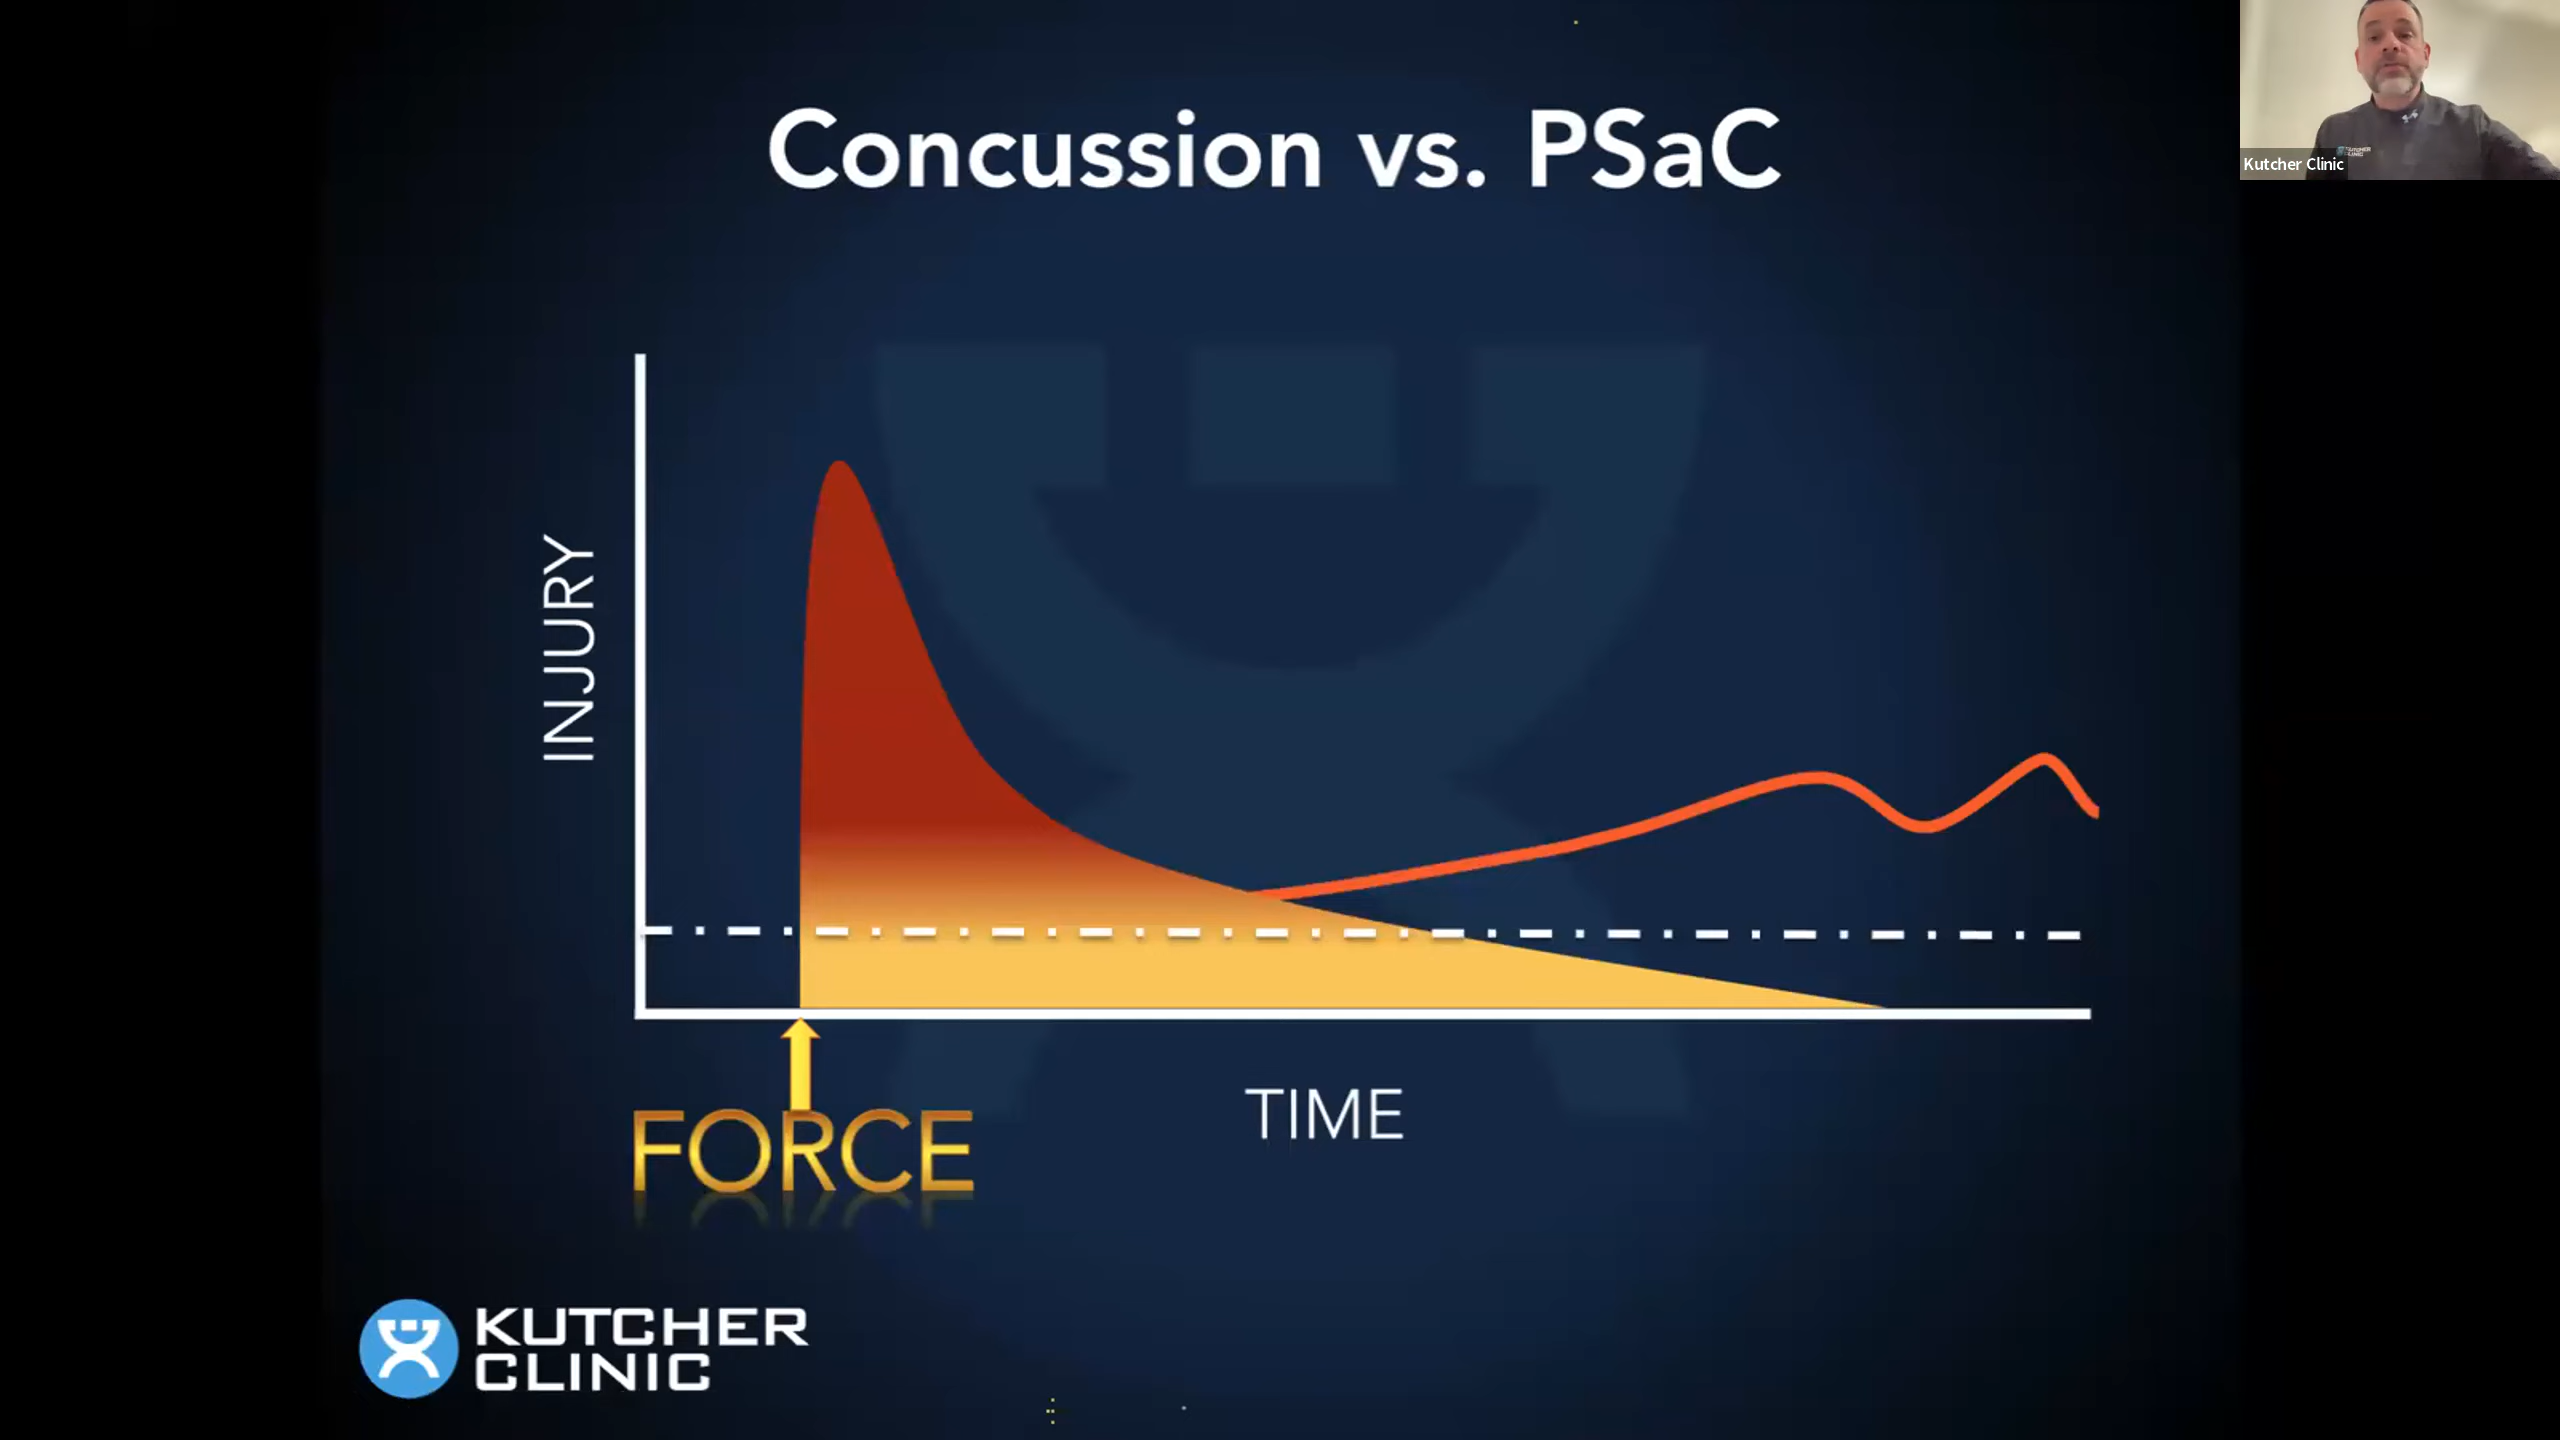 Concussion vs. PSaC
Kutcher Clinic
INJURY
TIME
FORCE
KUTCHER
CLINIC